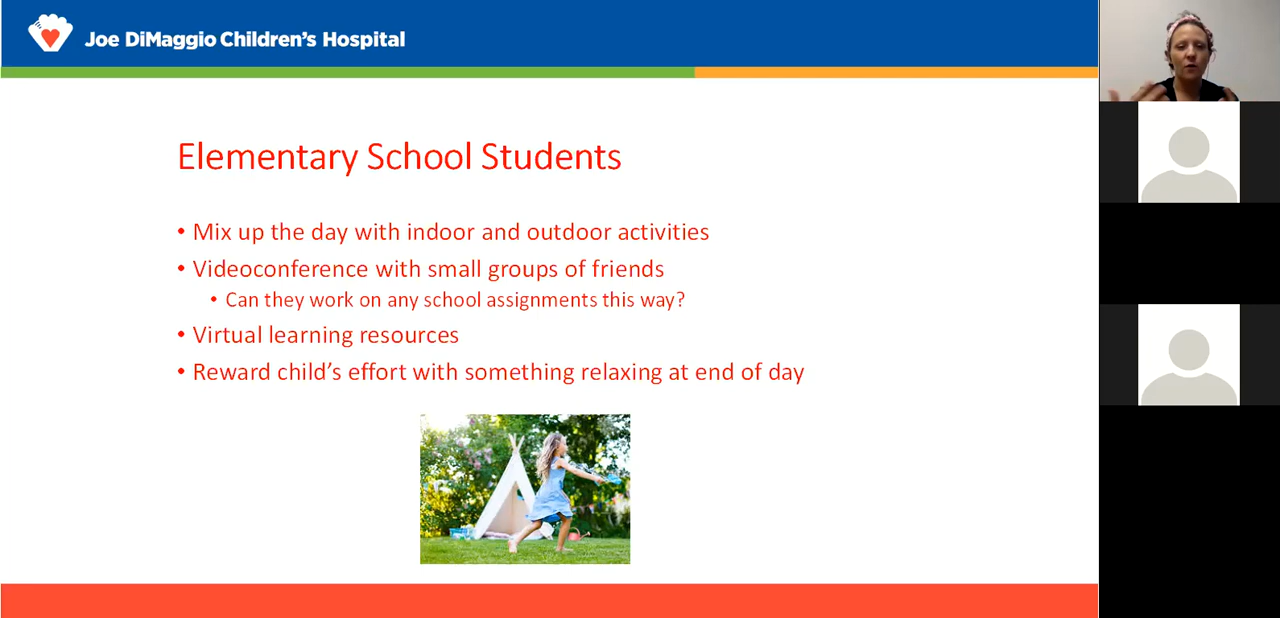 Joe DiMaggio Children's Hospital
Elementary School Students
• Mix up the day with indoor and outdoor activities
• Videoconference with small groups of friends
• Can they work on any school assignments this way?
• Virtual learning resources
• Reward child's effort with something relaxing at end of day